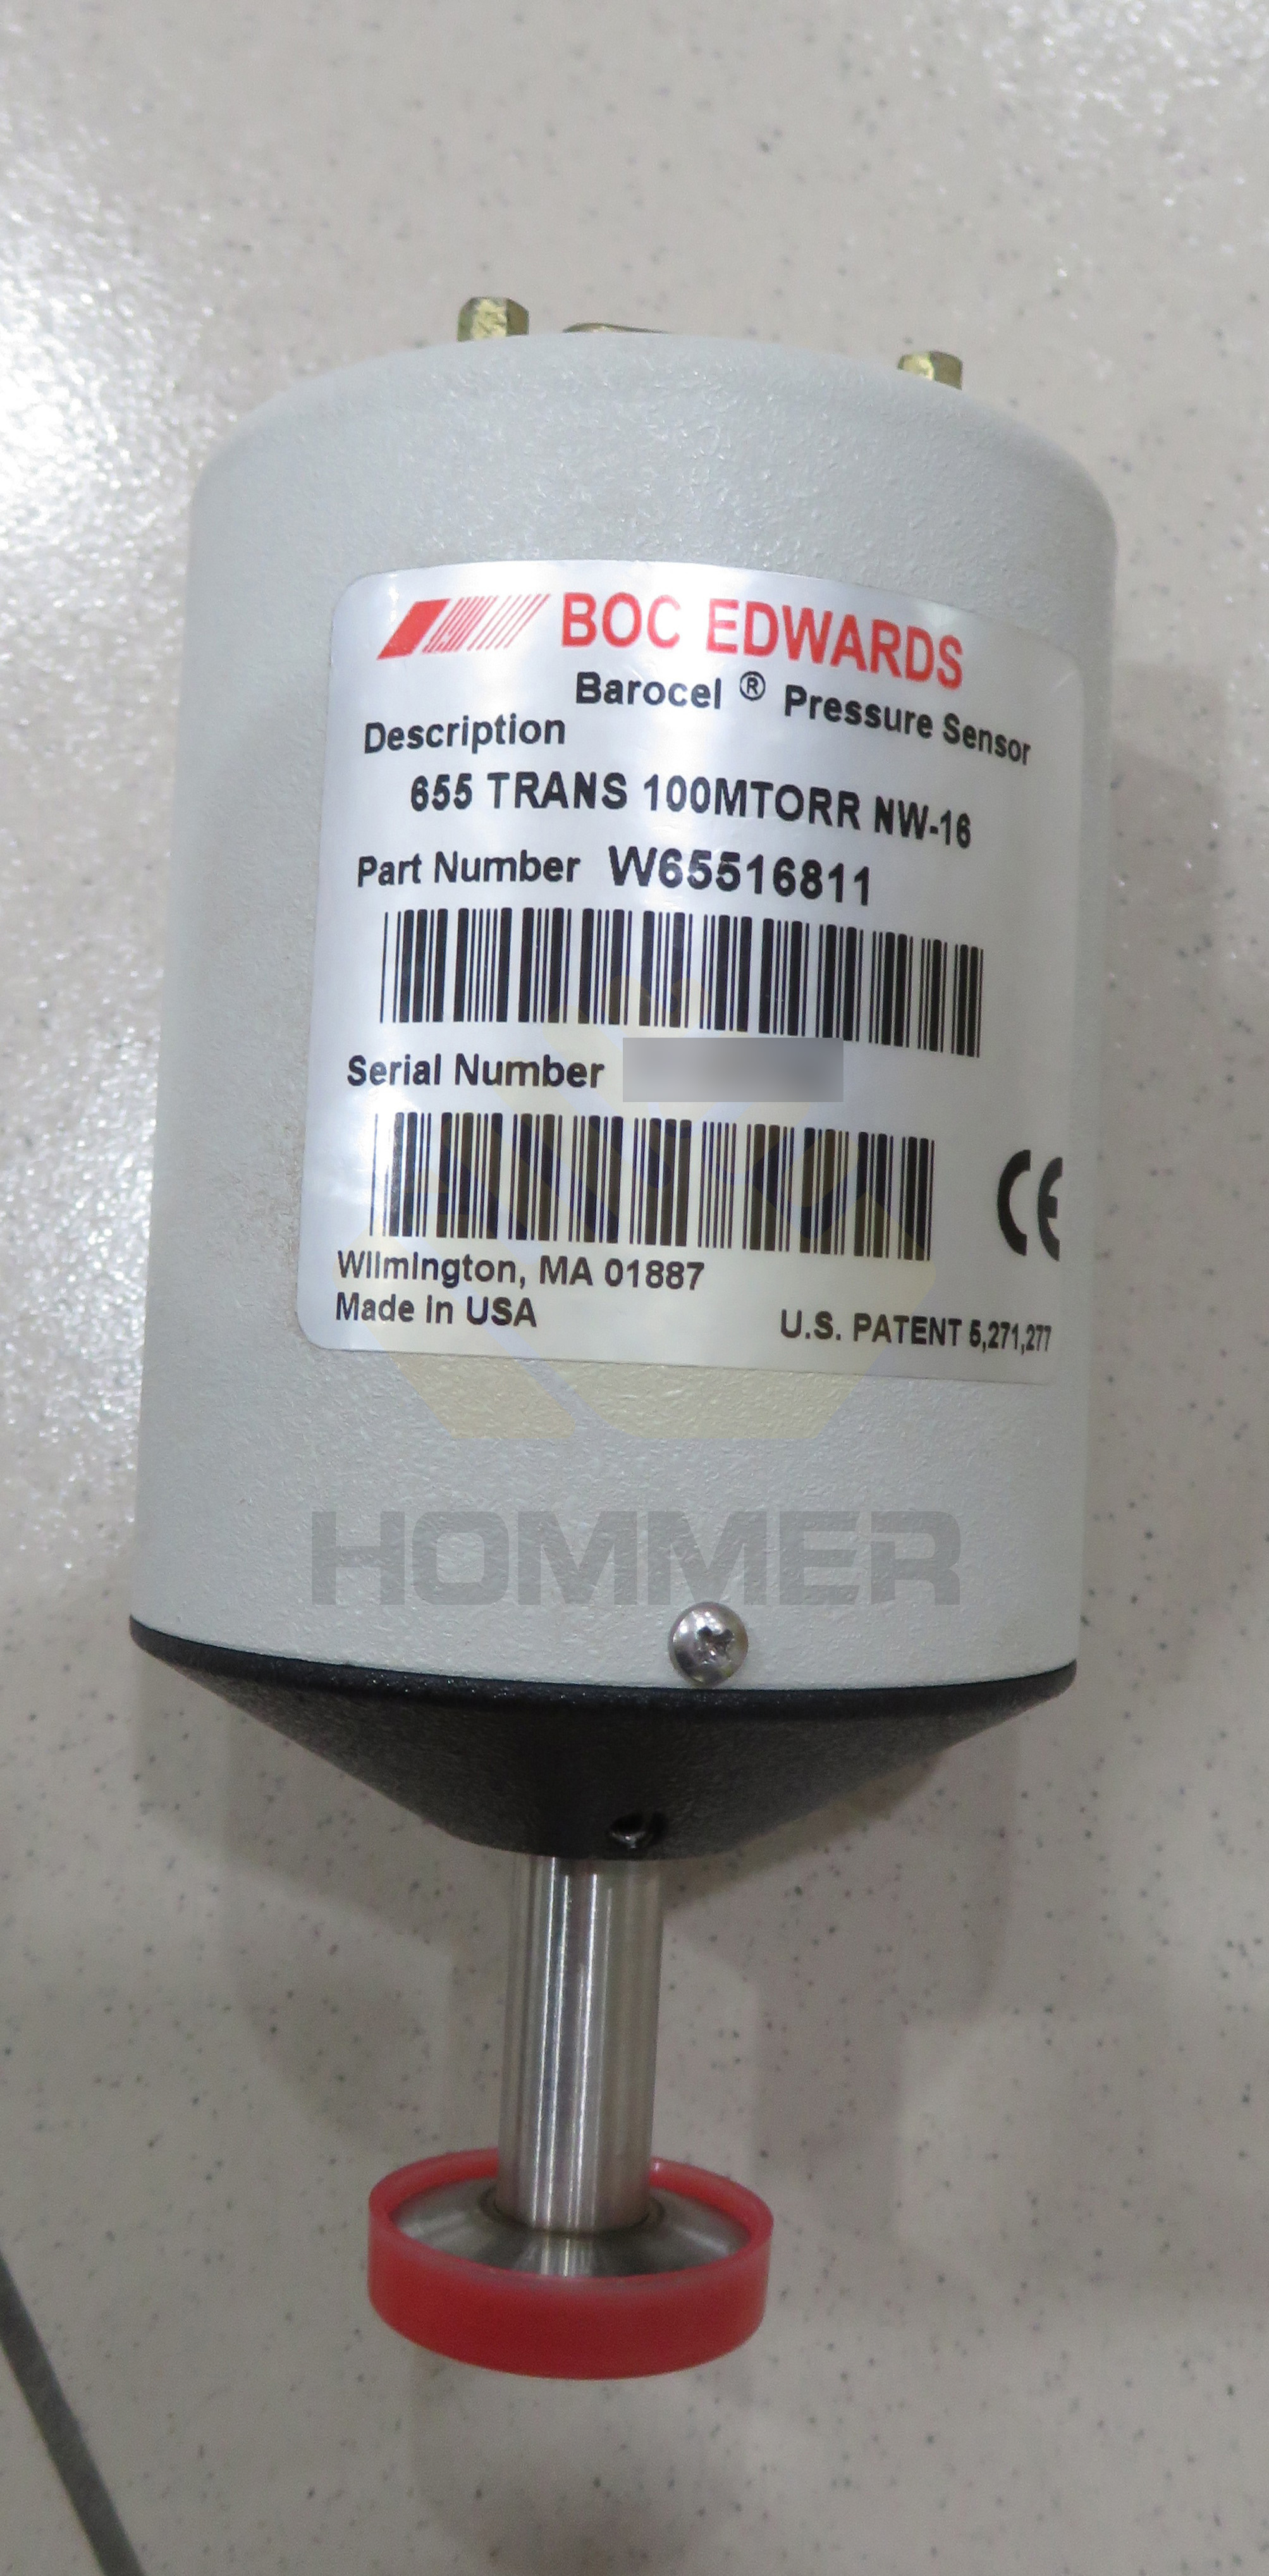 BOC EDWARDS
Barocel ® Pressure Sensor
Description
655 TRANS 100MTORR NW-16
Part Number W65516811
Serial Number
CE
Wilmington, MA 01887
Made in USA
U.S. PATENT 5,271,277
HOMMER